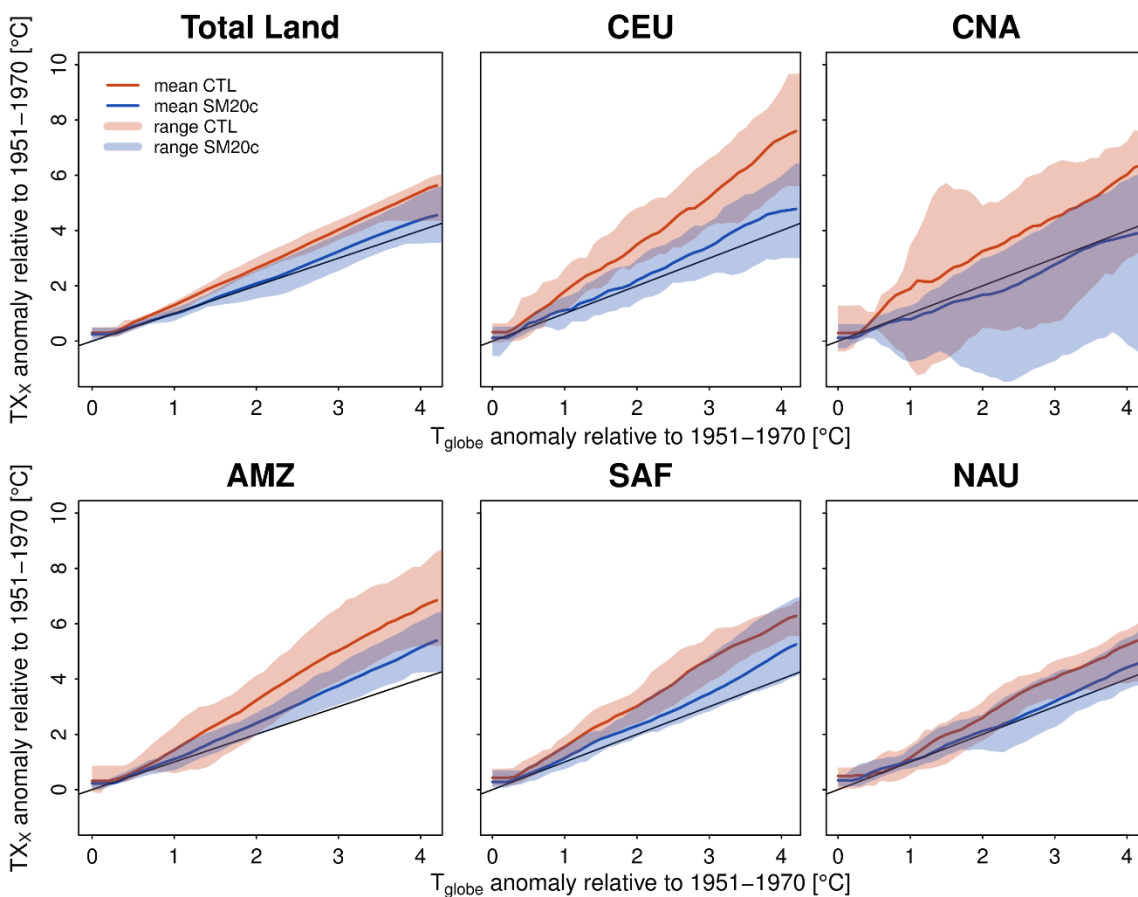 Total Land
CEU
CNA
TXx anomaly relative to 1951−1970 [°C]
10
8
6
4
2
0
mean CTL
mean SM20c
range CTL
range SM20c
0 1 2 3 4
0 1 2 3 4
0 1 2 3 4
Tglobe anomaly relative to 1951−1970 [°C]
AMZ
SAF
NAU
TXx anomaly relative to 1951−1970 [°C]
10
8
6
4
2
0
0 1 2 3 4
0 1 2 3 4
0 1 2 3 4
Tglobe anomaly relative to 1951−1970 [°C]